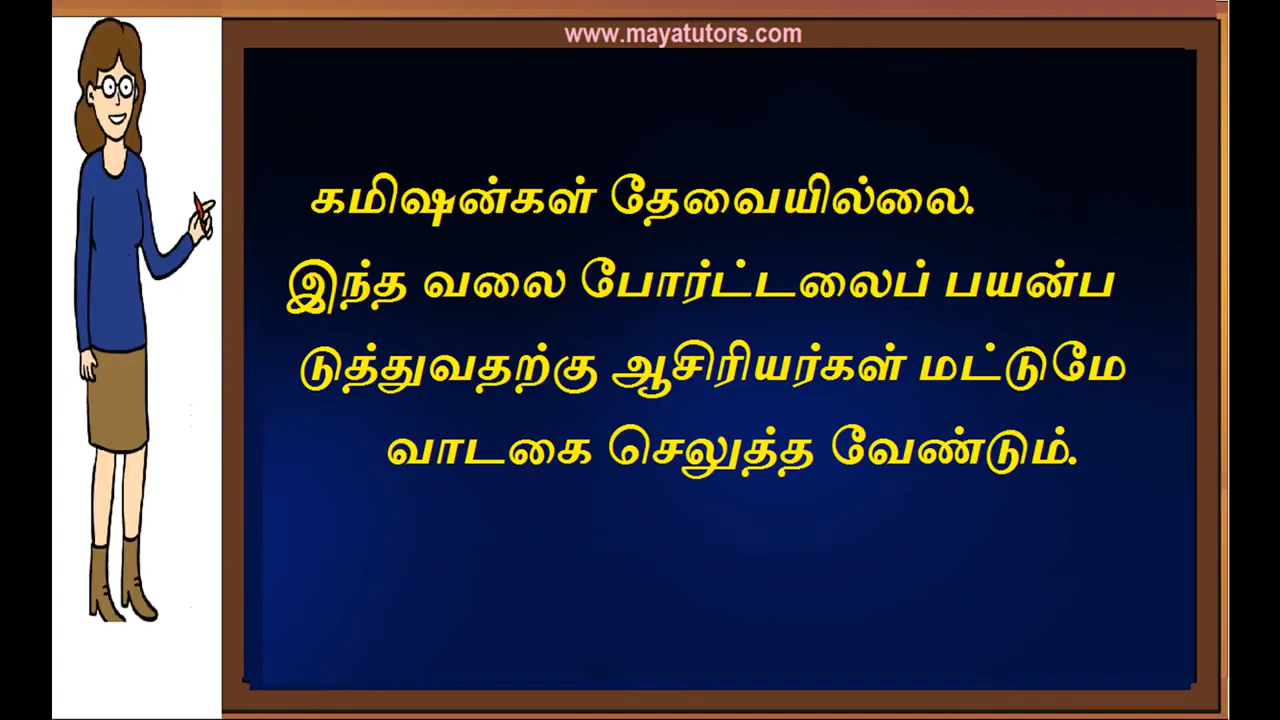 www.mayatutors.com
கமிஷன்கள் தேவையில்லை.
இந்த வலை போர்ட்டலைப் பயன்ப
டுத்துவதற்கு ஆசிரியர்கள் மட்டுமே
வாடகை செலுத்த வேண்டும்.